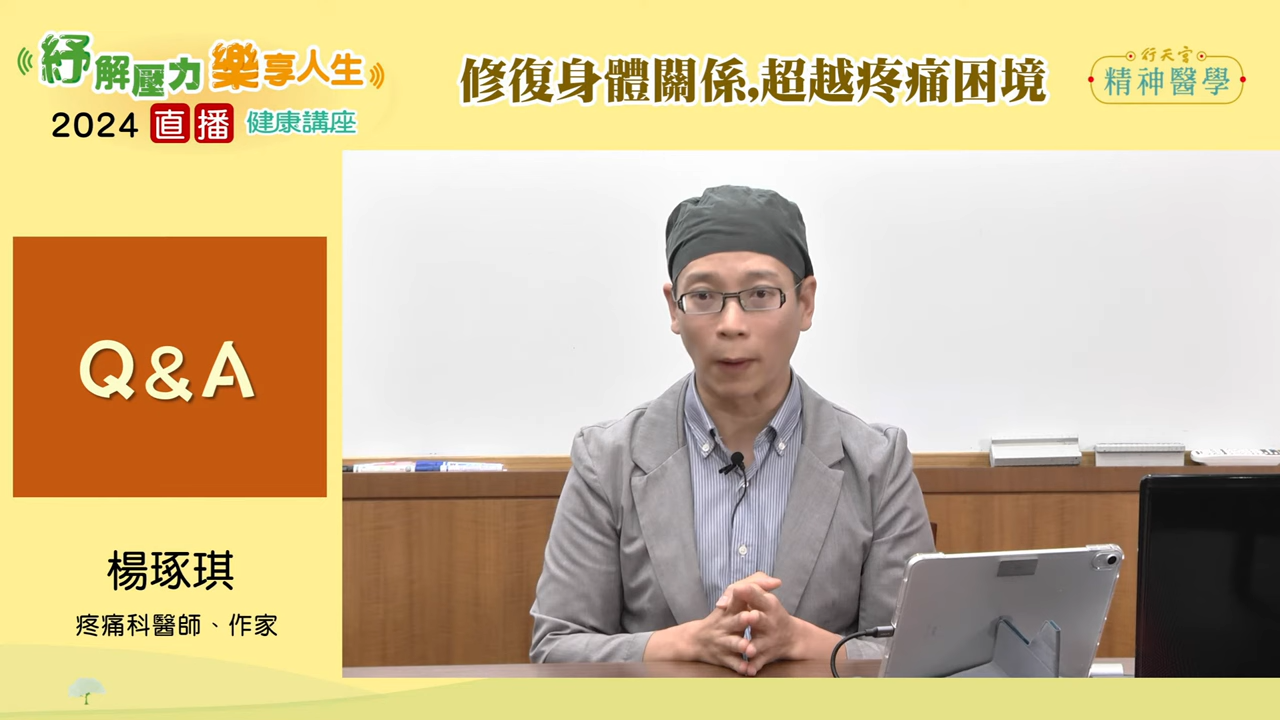 紓解壓力 樂享人生
2024 直播 健康講座
修復身體關係,超越疼痛困境
行天宮
精神醫學
Q&A
楊琢琪
疼痛科醫師、作家